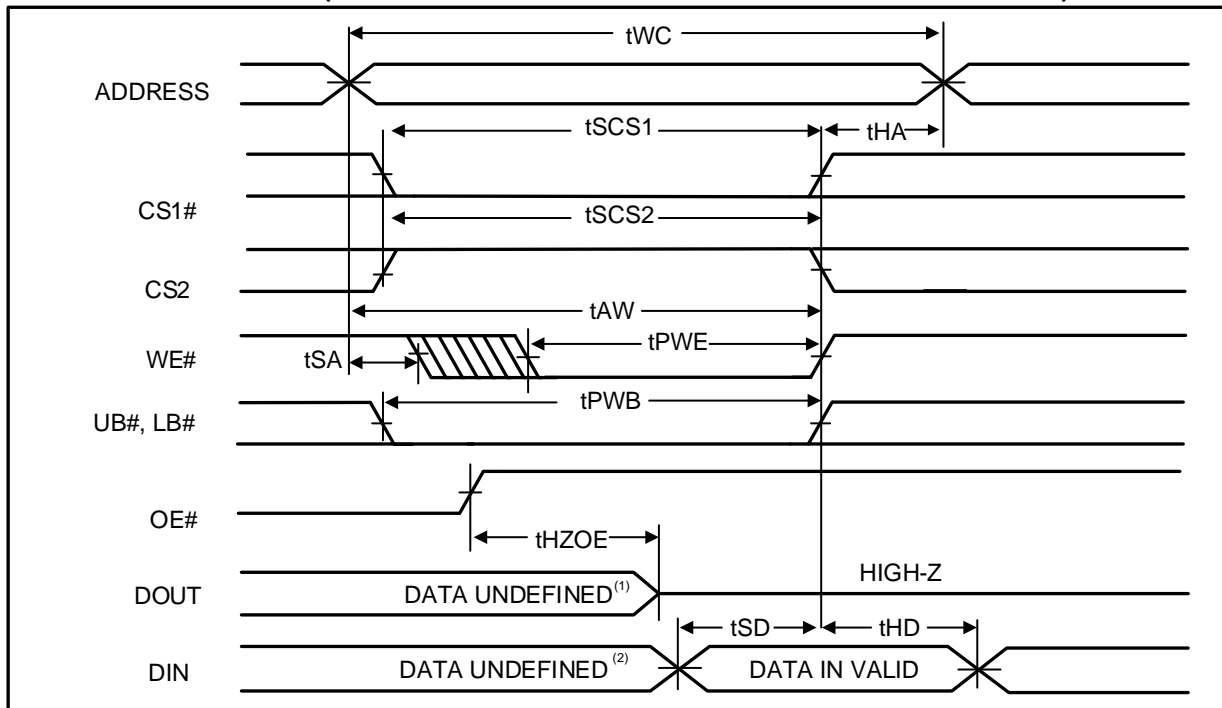 tWC
ADDRESS
tSCS1
tHA
CS1#
tSCS2
CS2
tAW
WE#
tSA
tPWE
UB#, LB#
tPWB
OE#
tHZOE
DOUT
DATA UNDEFINED(1)
HIGH-Z
tSD
tHD
DIN
DATA UNDEFINED (2)
DATA IN VALID